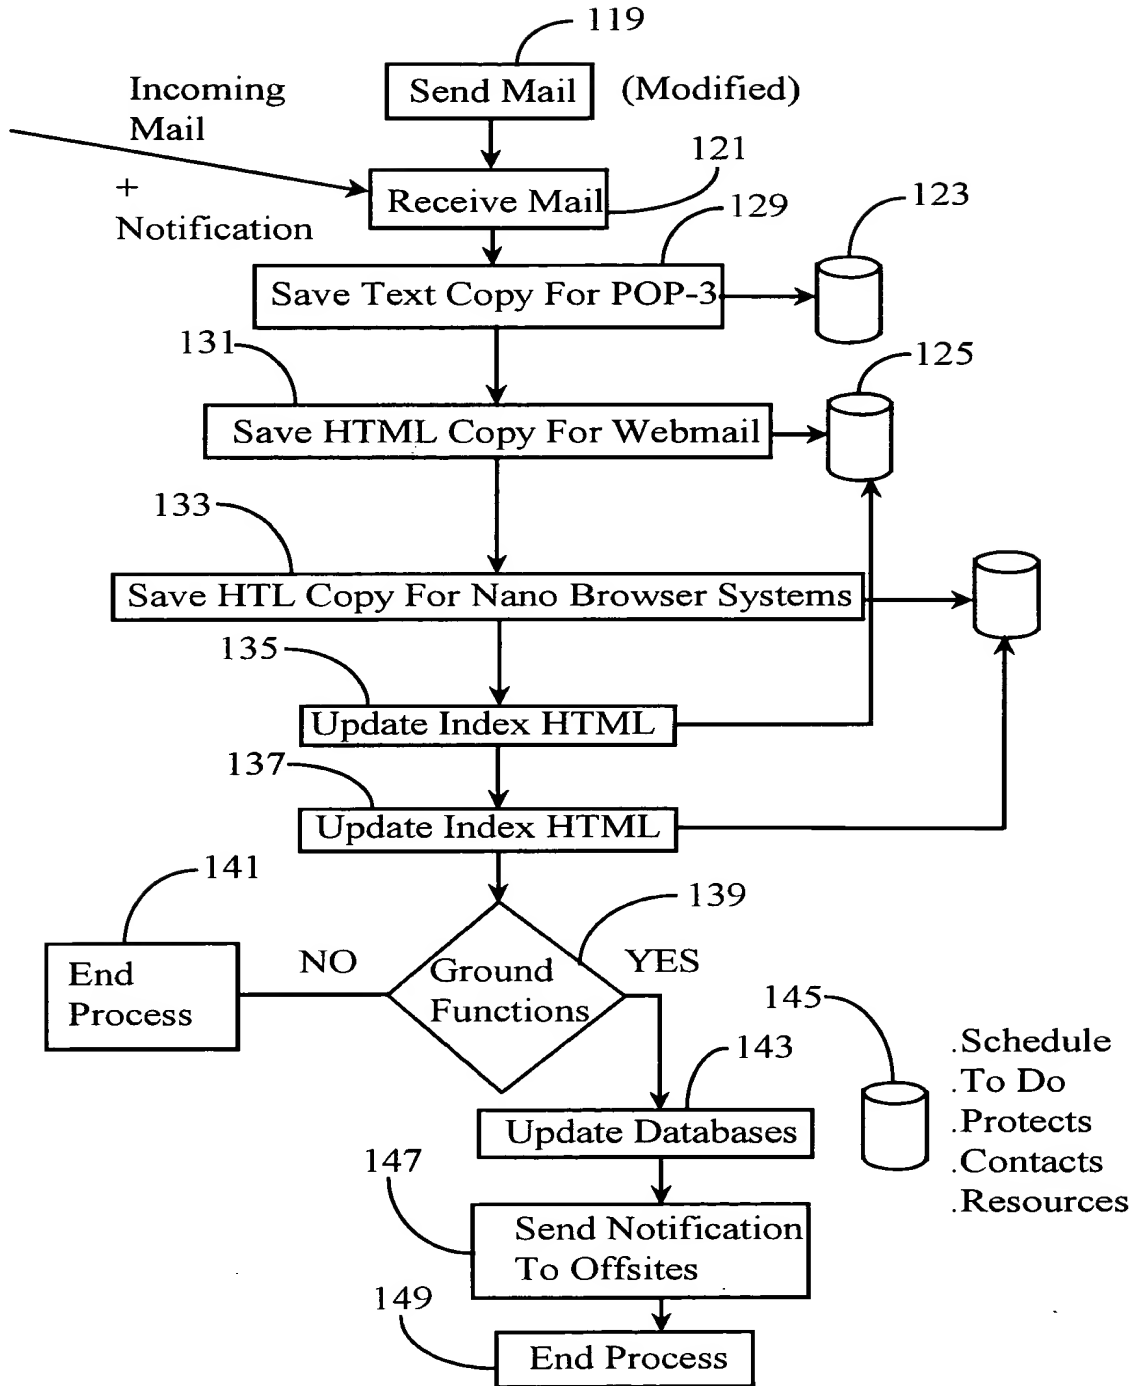 119
Send Mail
(Modified)
Incoming
Mail
+
Notification
121
Receive Mail
129
123
Save Text Copy For POP-3
131
125
Save HTML Copy For Webmail
133
Save HTL Copy For Nano Browser Systems
135
Update Index HTML
137
Update Index HTML
141
139
End
Process
NO
Ground
Functions
YES
145
143
.Schedule
.To Do
.Protects
.Contacts
.Resources
Update Databases
147
Send Notification
To Offsites
149
End Process